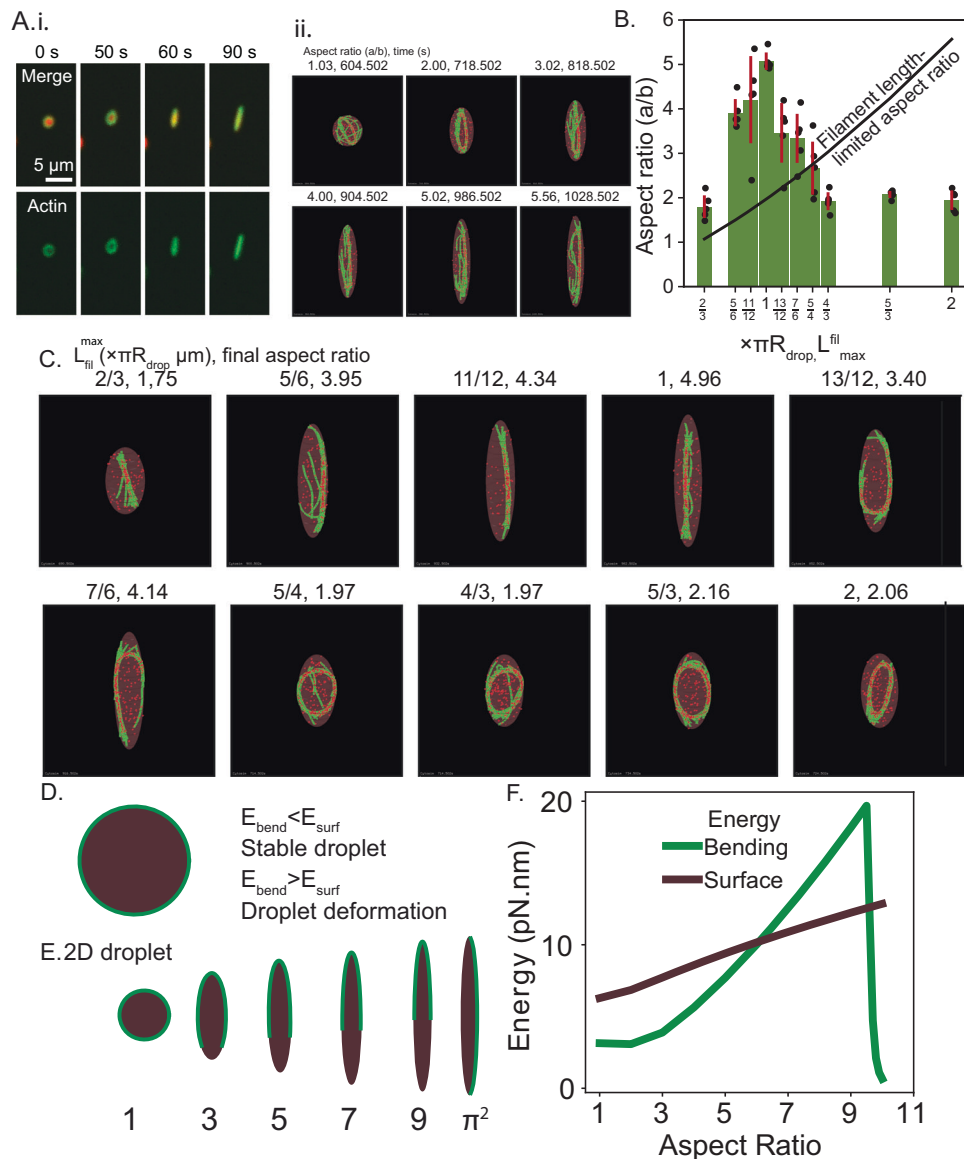 A.i.
0 s 50 s 60 s 90 s
Merge
5 µm
Actin
ii.
Aspect ratio (a/b), time (s)
1.03, 604.502 2.00, 718.502 3.02, 818.502
4.00, 904.502 5.02, 986.502 5.56, 1028.502
B.
Aspect ratio (a/b)
6
5
4
3
2
1
0
Filament length-
limited aspect ratio
2/3 5/6 11/12 1 13/12 7/6 5/4 4/3 5/3 2
×πR_drop, L^fil_max
C. L^max_fil (×πR_drop µm), final aspect ratio
2/3, 1.75 5/6, 3.95 11/12, 4.34 1, 4.96 13/12, 3.40
7/6, 4.14 5/4, 1.97 4/3, 1.97 5/3, 2.16 2, 2.06
D.
E_bend<E_surf
Stable droplet
E_bend>E_surf
Droplet deformation
E. 2D droplet
1 3 5 7 9 π²
F.
Energy (pN.nm)
20
10
0
Energy
Bending
Surface
1 3 5 7 9 11
Aspect Ratio